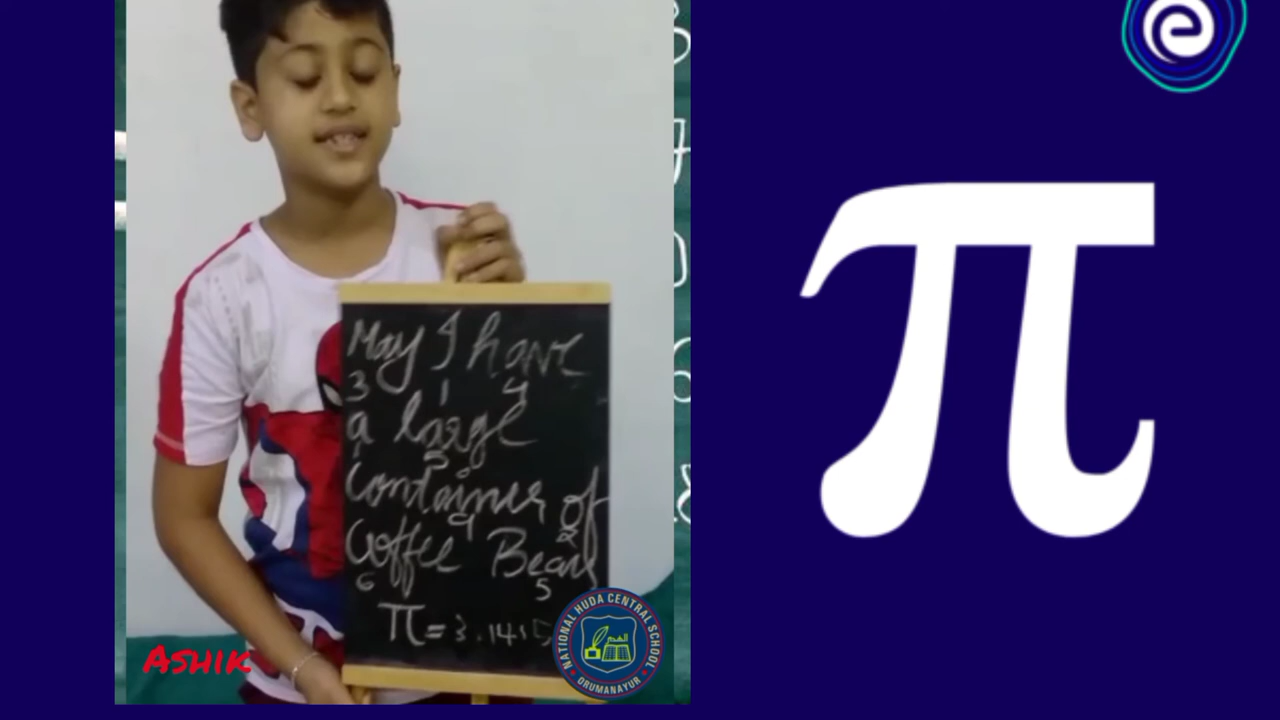 May I have
3 1 4
a large
1 5
Container of
9 2
Coffee Beans
6 5
π = 3.1415
ASHIK
NATIONAL HUDA CENTRAL SCHOOL
ORUMANAYUR
e
π